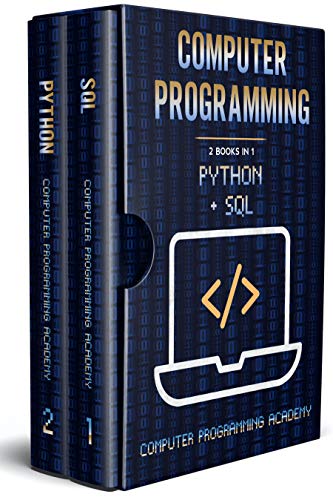 PYTHON
COMPUTER PROGRAMMING ACADEMY
2
SQL
COMPUTER PROGRAMMING ACADEMY
1
COMPUTER
PROGRAMMING
2 BOOKS IN 1
PYTHON
+ SQL
</>
COMPUTER PROGRAMMING ACADEMY